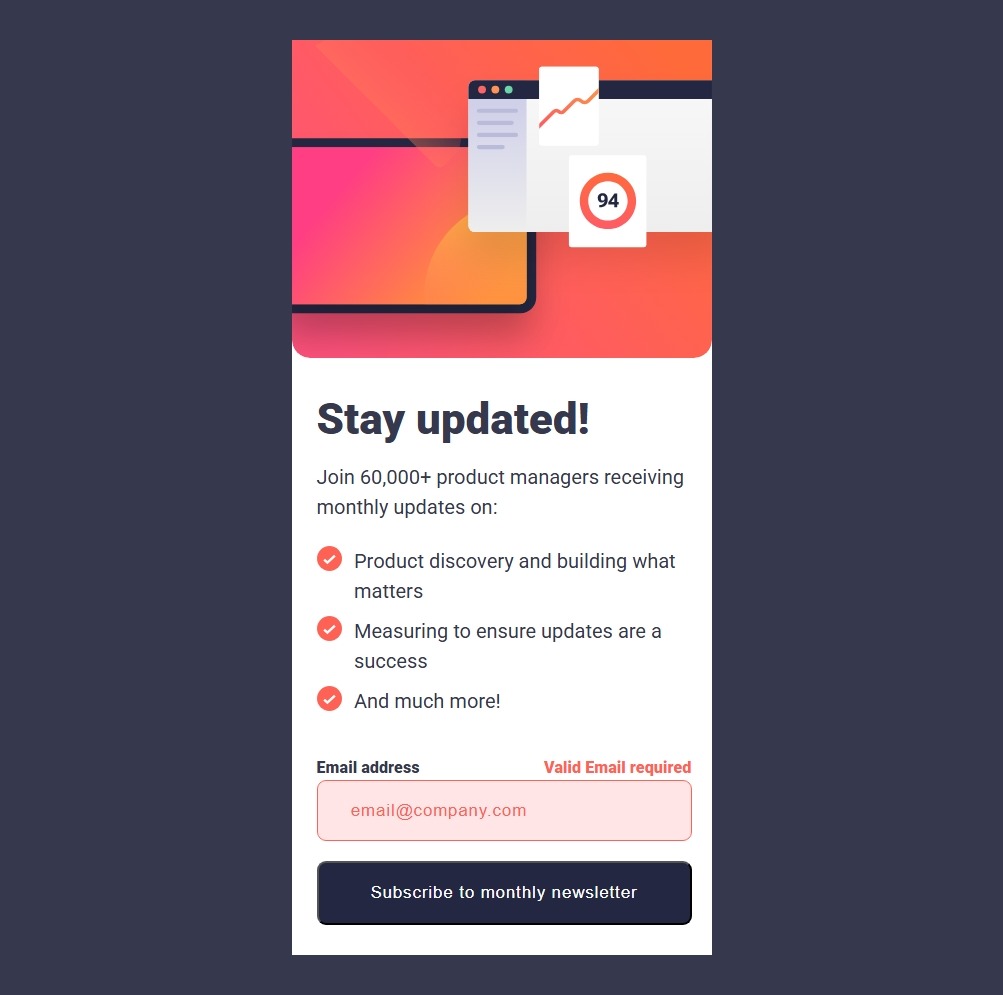 94
Stay updated!
Join 60,000+ product managers receiving
monthly updates on:
Product discovery and building what
matters
Measuring to ensure updates are a
success
And much more!
Email address Valid Email required
email@company.com
Subscribe to monthly newsletter